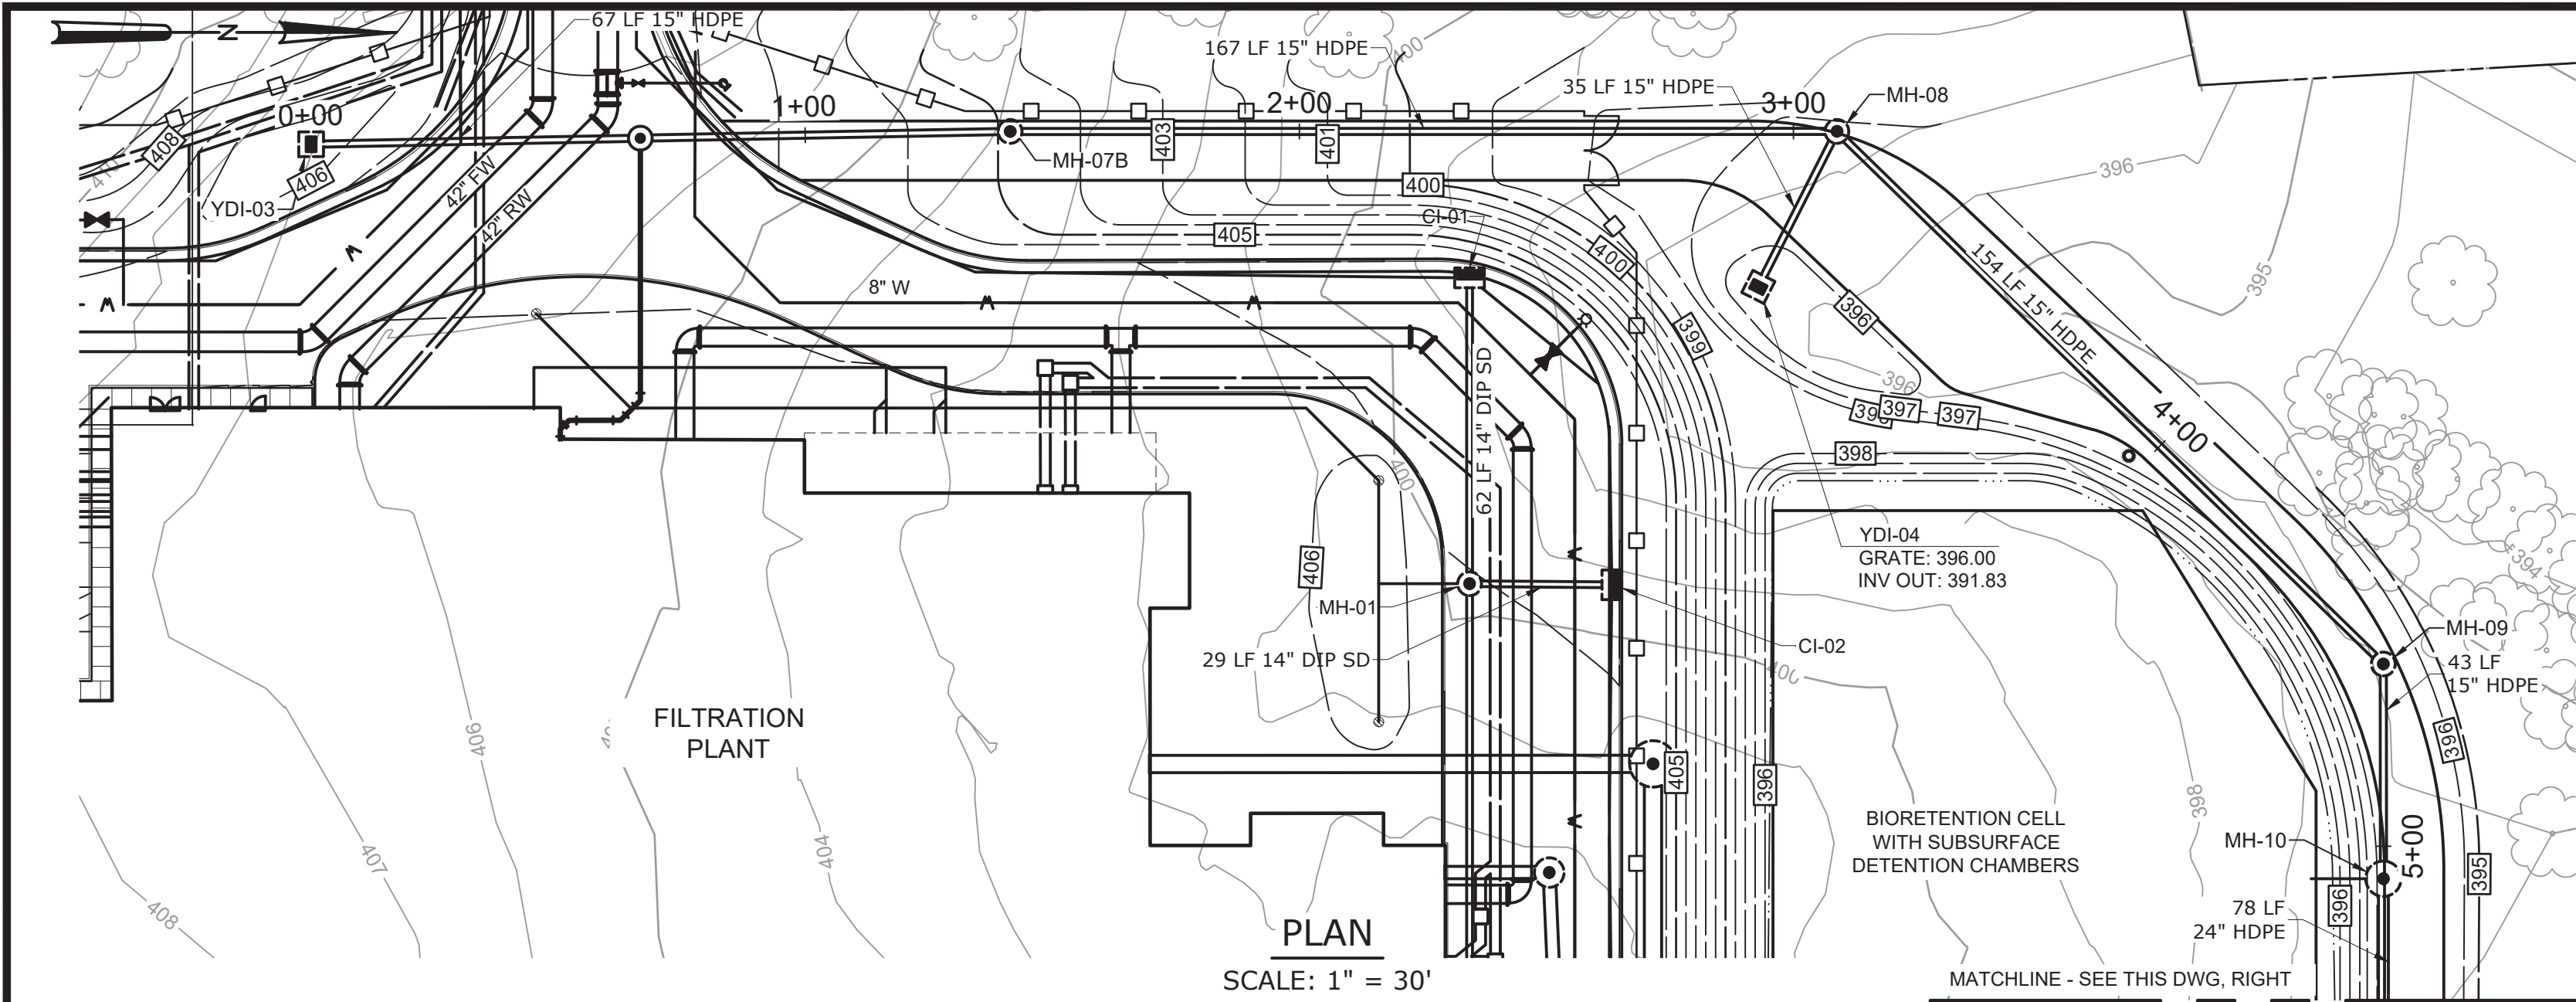 67 LF 15" HDPE
N
167 LF 15" HDPE
400
35 LF 15" HDPE
MH-08
0+00
1+00
2+00
3+00
408
410
403
401
MH-07B
406
YDI-03
42" FW
42" RW
400
CI-01
396
405
400
154 LF 15" HDPE
395
8" W
399
396
396
397
397
4+00
398
62 LF 14" DIP SD
400
YDI-04
GRATE: 396.00
INV OUT: 391.83
394
406
MH-01
CI-02
MH-09
43 LF
15" HDPE
29 LF 14" DIP SD
400
FILTRATION
PLANT
406
405
396
396
398
BIORETENTION CELL
WITH SUBSURFACE
DETENTION CHAMBERS
MH-10
5+00
395
404
407
408
396
78 LF
24" HDPE
PLAN
SCALE: 1" = 30'
MATCHLINE - SEE THIS DWG, RIGHT